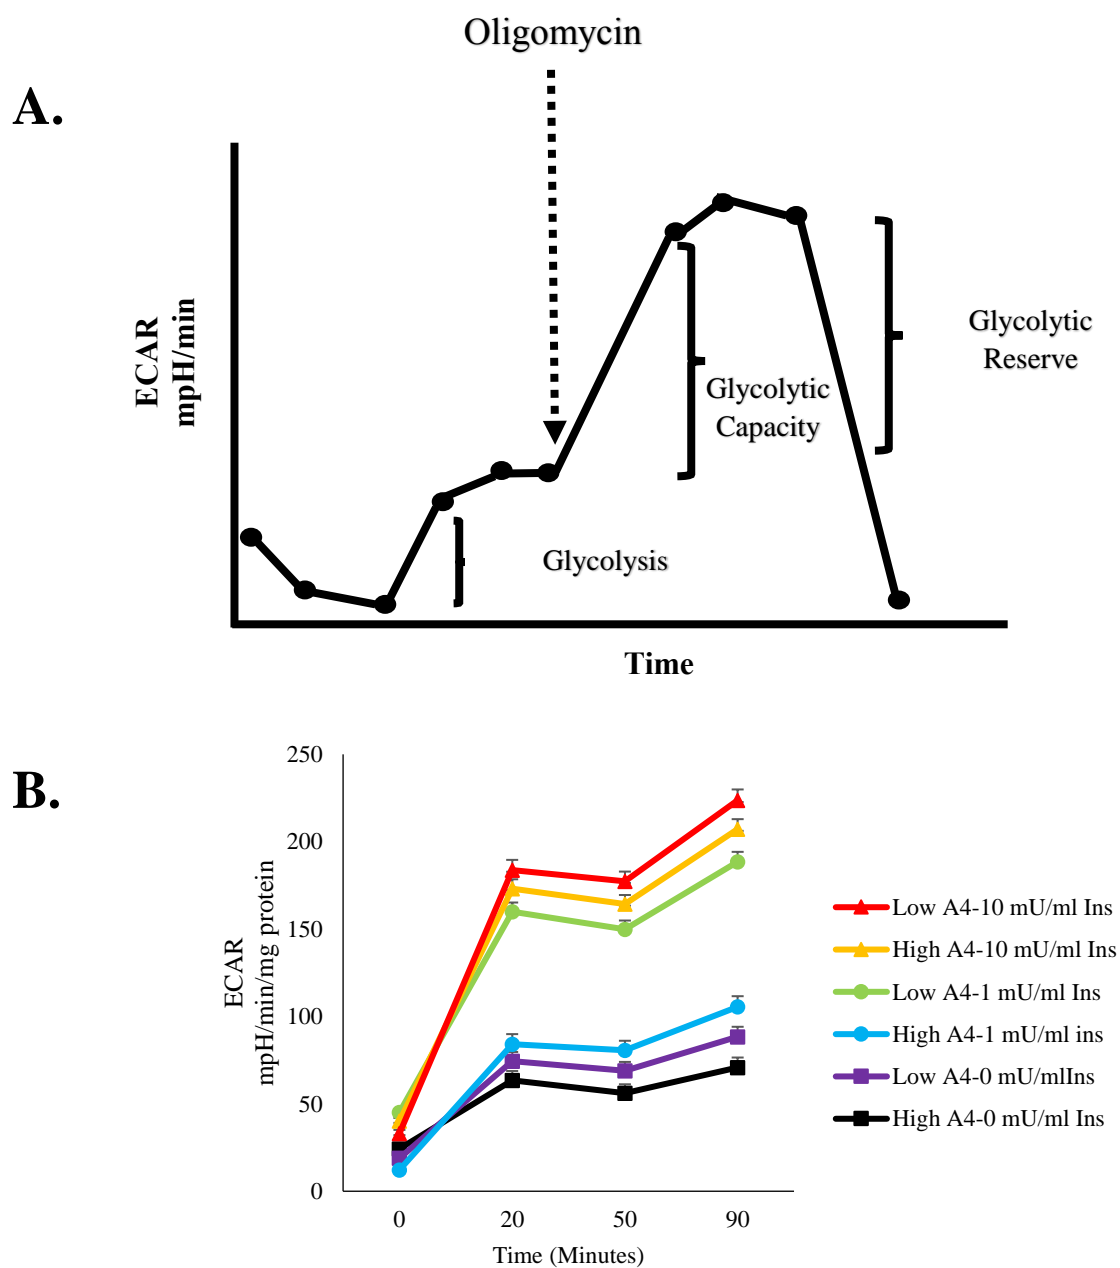 Oligomycin
A.
ECAR
mpH/min
Glycolytic
Reserve
Glycolytic
Capacity
Glycolysis
Time
B.
250
200
150
100
50
0
ECAR
mpH/min/mg protein
0 20 50 90
Time (Minutes)
Low A4-10 mU/ml Ins
High A4-10 mU/ml Ins
Low A4-1 mU/ml Ins
High A4-1 mU/ml ins
Low A4-0 mU/mlIns
High A4-0 mU/ml Ins